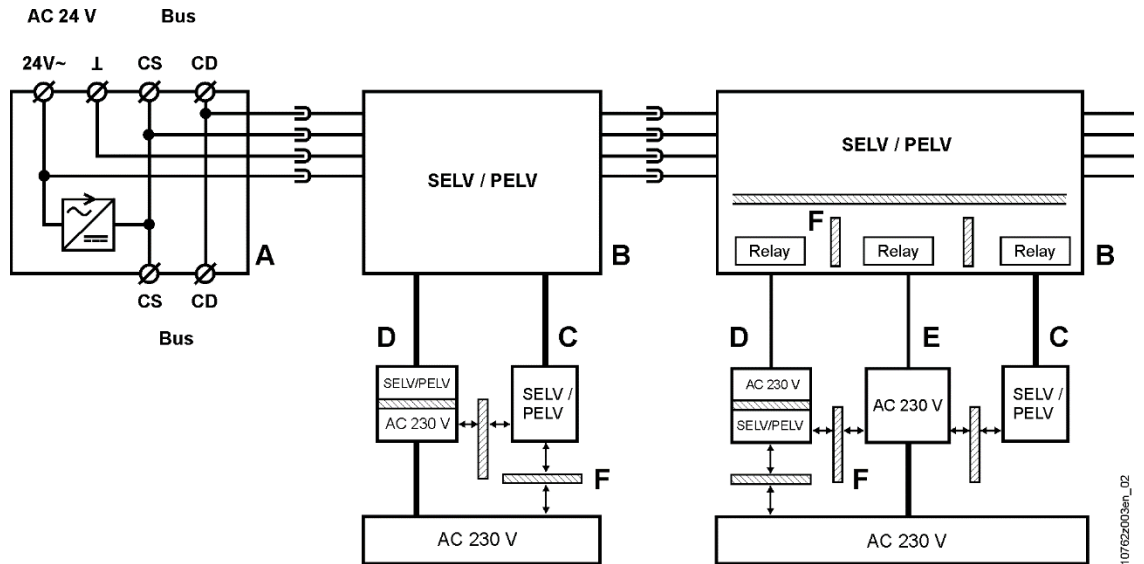 AC 24 V Bus
24V~ ⊥ CS CD
A
CS CD
Bus
SELV / PELV
B
D C
SELV/PELV
AC 230 V
SELV /
PELV
F
AC 230 V
SELV / PELV
F
Relay Relay Relay
B
D E C
AC 230 V
SELV/PELV
AC 230 V
SELV /
PELV
F
AC 230 V
10762z003en_02